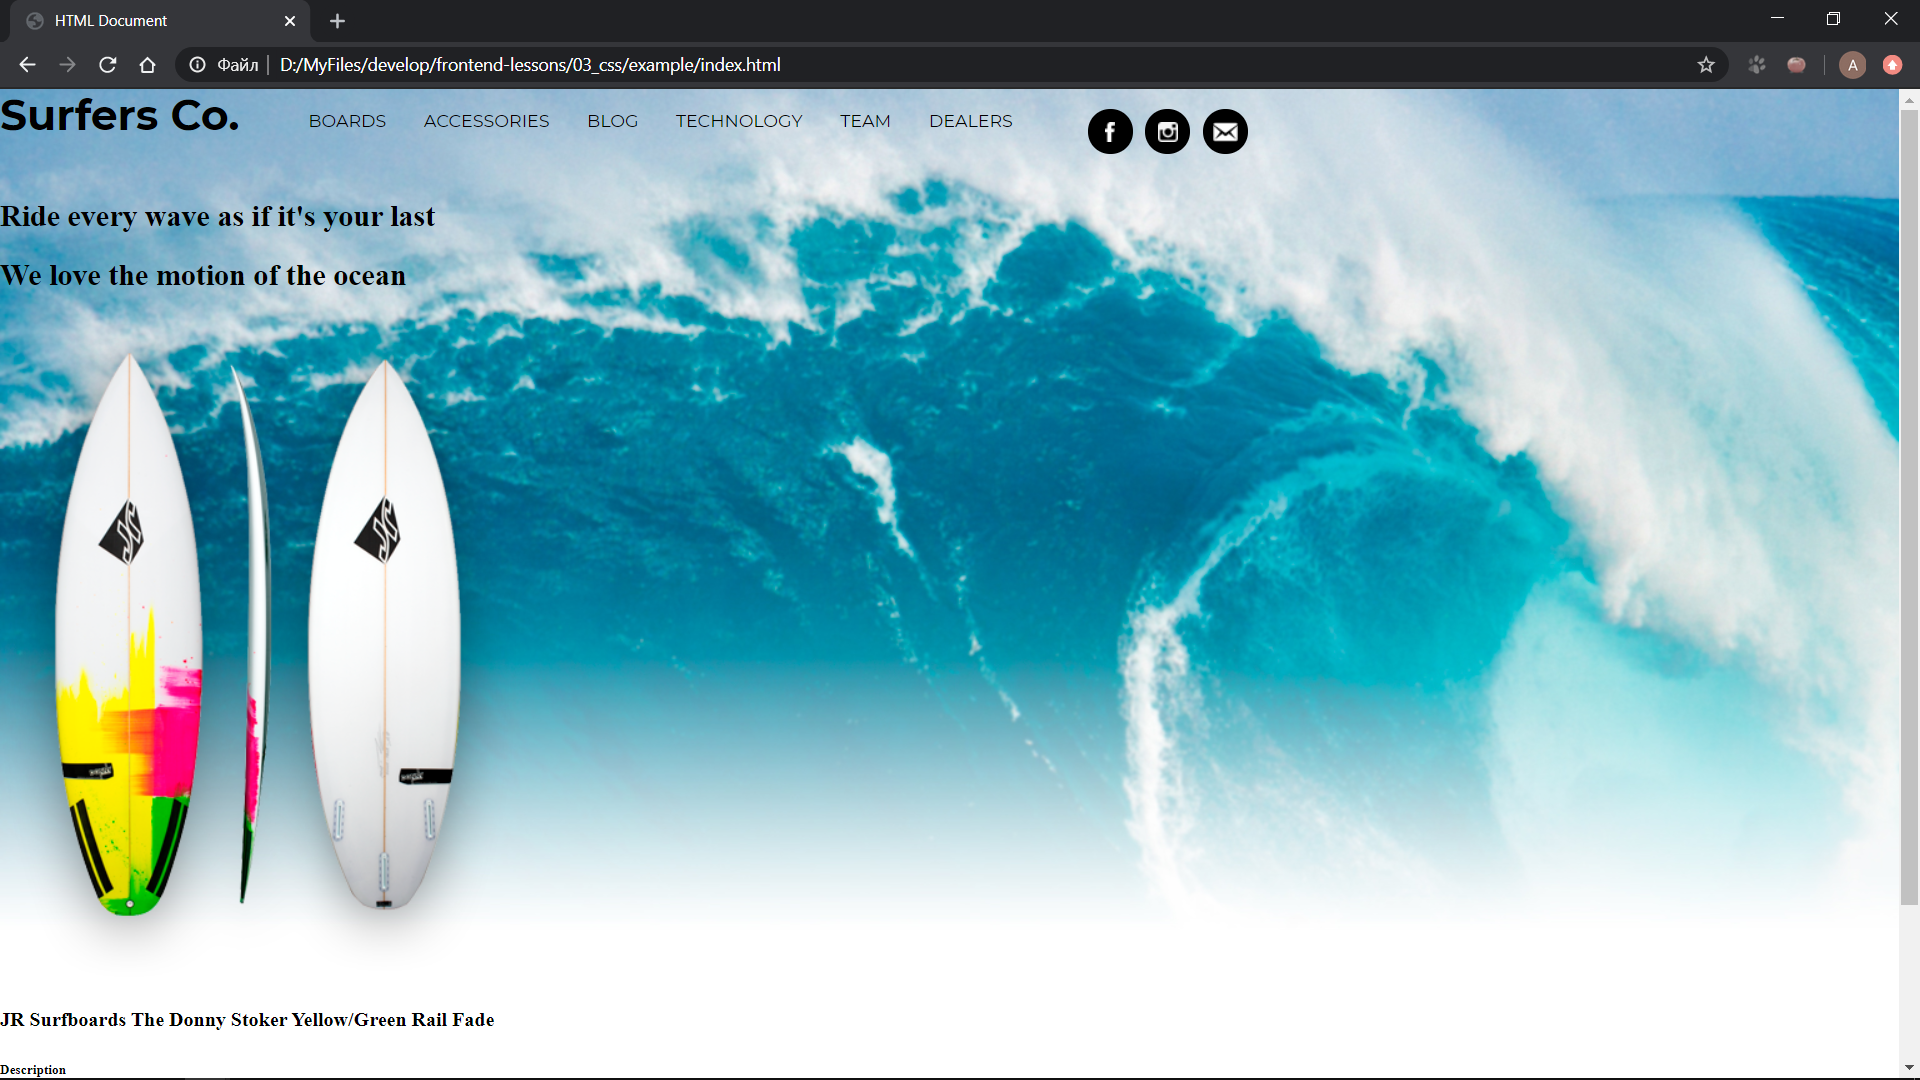 HTML Document
Файл
D:/MyFiles/develop/frontend-lessons/03_css/example/index.html
A
Surfers Co.
BOARDS ACCESSORIES BLOG TECHNOLOGY TEAM DEALERS
Ride every wave as if it's your last
We love the motion of the ocean
JR Surfboards The Donny Stoker Yellow/Green Rail Fade
Description